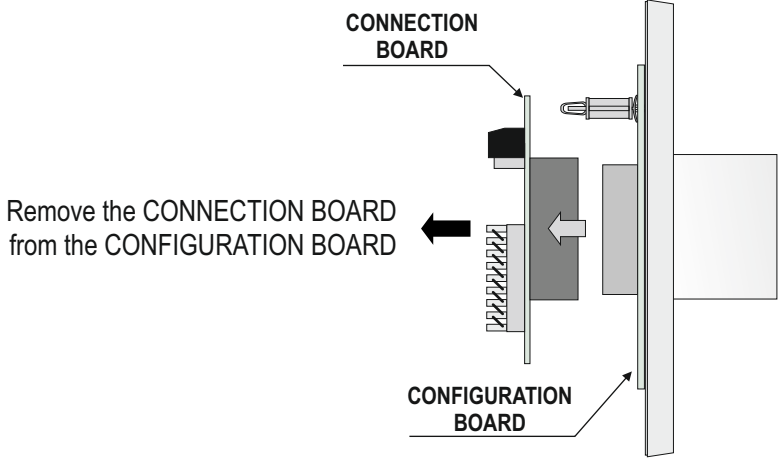 CONNECTION
BOARD
Remove the CONNECTION BOARD
from the CONFIGURATION BOARD
CONFIGURATION
BOARD